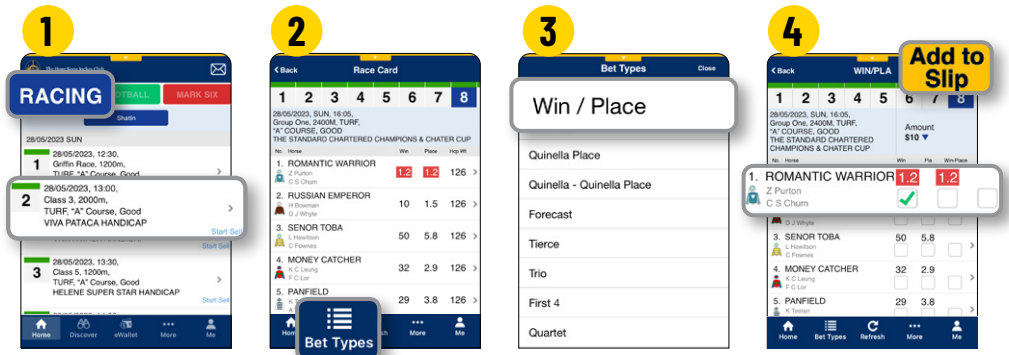 1
The Hong Kong Jockey Club
RACING
FOOTBALL
MARK SIX
Shatin
28/05/2023 SUN
1
28/05/2023, 12:30,
Griffin Race, 1200m,
TURF, "A" Course, Good
2
28/05/2023, 13:00,
Class 3, 2000m,
TURF, "A" Course, Good
VIVA PATACA HANDICAP
Start Sell
Start Sell
3
28/05/2023, 13:30,
Class 5, 1200m,
TURF, "A" Course, Good
HELENE SUPER STAR HANDICAP
Start Sell
Home Discover eWallet More Me
2
Back Race Card
1 2 3 4 5 6 7 8
28/05/2023, SUN, 16:05,
Group One, 2400M, TURF,
"A" COURSE, GOOD
THE STANDARD CHARTERED CHAMPIONS & CHATER CUP
No. Horse Win Place Hcp Wt
1. ROMANTIC WARRIOR 1.2 1.2 126
Z Purton
C S Chum
2. RUSSIAN EMPEROR 10 1.5 126
H Bowman
D J Whyte
3. SENOR TOBA 50 5.8 126
L Hewitson
C Fownes
4. MONEY CATCHER 32 2.9 126
K C Leung
F C Lor
5. PANFIELD 29 3.8 126
Bet Types
More Me
3
Bet Types Close
Win / Place
Quinella Place
Quinella - Quinella Place
Forecast
Tierce
Trio
First 4
Quartet
4
Back WIN/PLA
Add to
Slip
1 2 3 4 5 6 7 8
28/05/2023, SUN, 16:05,
Group One, 2400M, TURF,
"A" COURSE, GOOD
THE STANDARD CHARTERED
CHAMPIONS & CHATER CUP
Amount
$10
No. Horse Win Pla Win-Place
1. ROMANTIC WARRIOR 1.2 1.2
Z Purton
C S Chum
D J Whyte
3. SENOR TOBA 50 5.8
L Hewitson
C Fownes
4. MONEY CATCHER 32 2.9
K C Leung
F C Lor
5. PANFIELD 29 3.8
K Teetan
Home Bet Types Refresh More Me